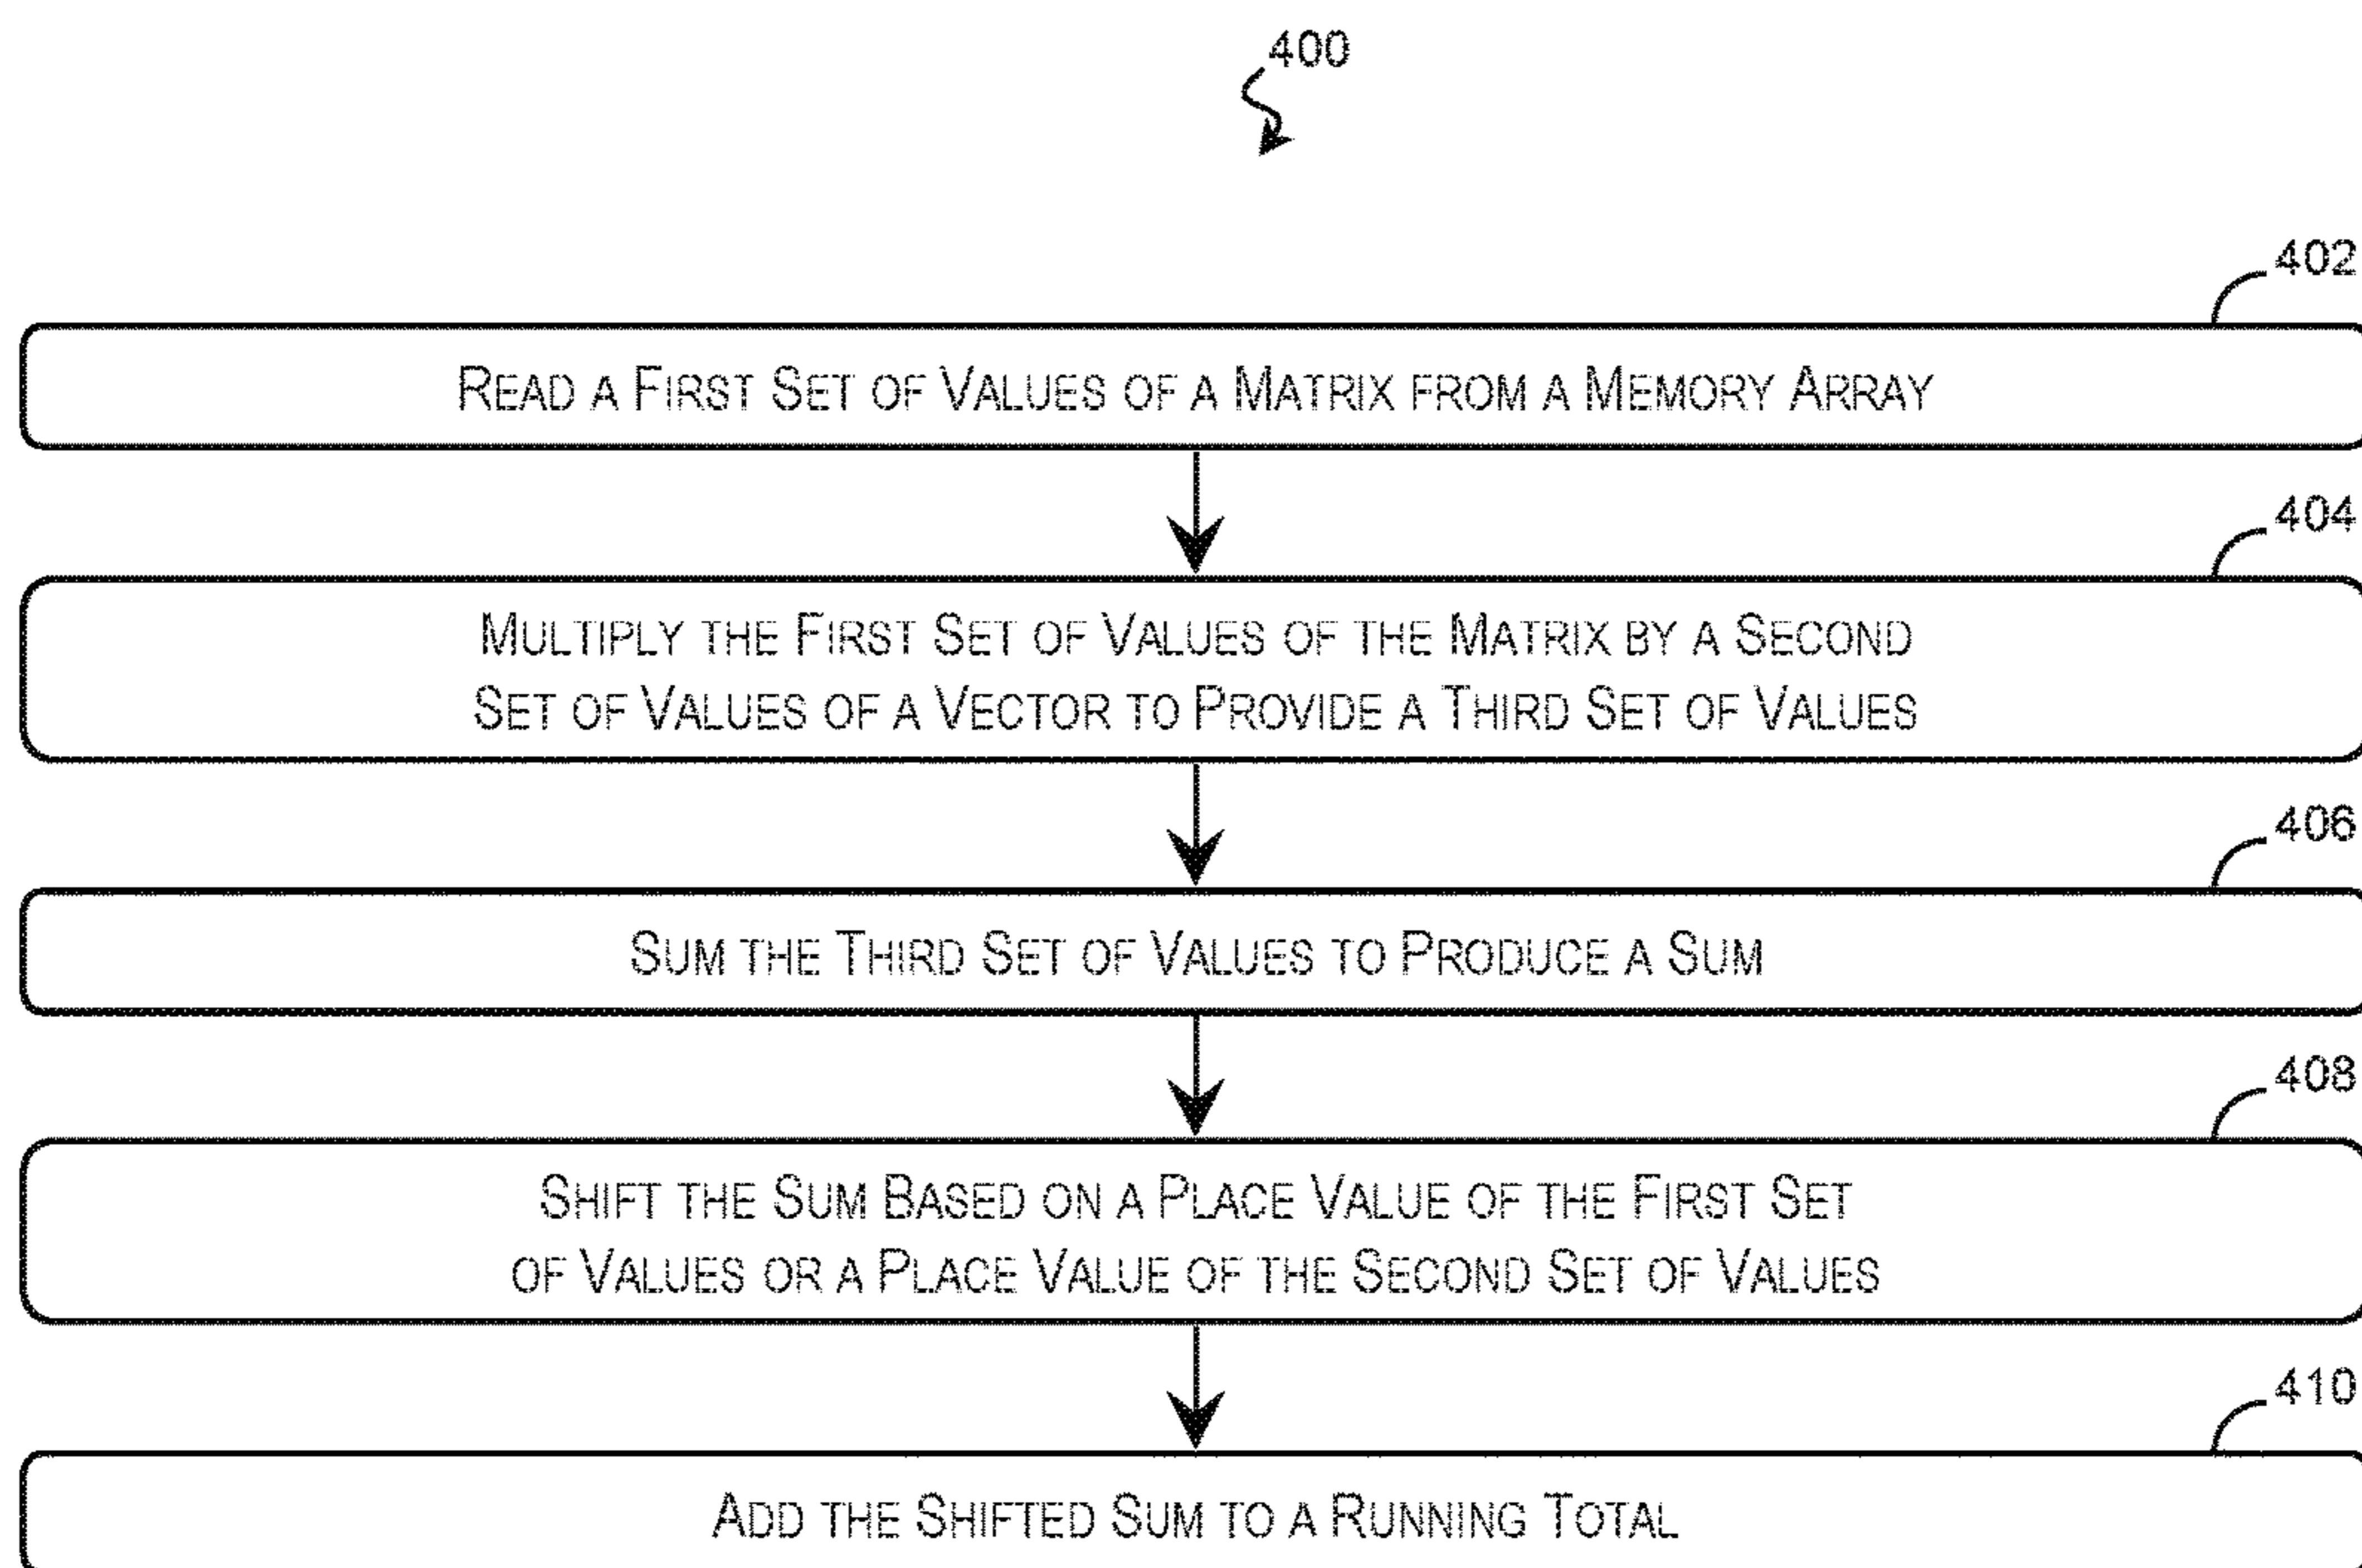 400
402
READ A FIRST SET OF VALUES OF A MATRIX FROM A MEMORY ARRAY
404
MULTIPLY THE FIRST SET OF VALUES OF THE MATRIX BY A SECOND
SET OF VALUES OF A VECTOR TO PROVIDE A THIRD SET OF VALUES
406
SUM THE THIRD SET OF VALUES TO PRODUCE A SUM
408
SHIFT THE SUM BASED ON A PLACE VALUE OF THE FIRST SET
OF VALUES OR A PLACE VALUE OF THE SECOND SET OF VALUES
410
ADD THE SHIFTED SUM TO A RUNNING TOTAL